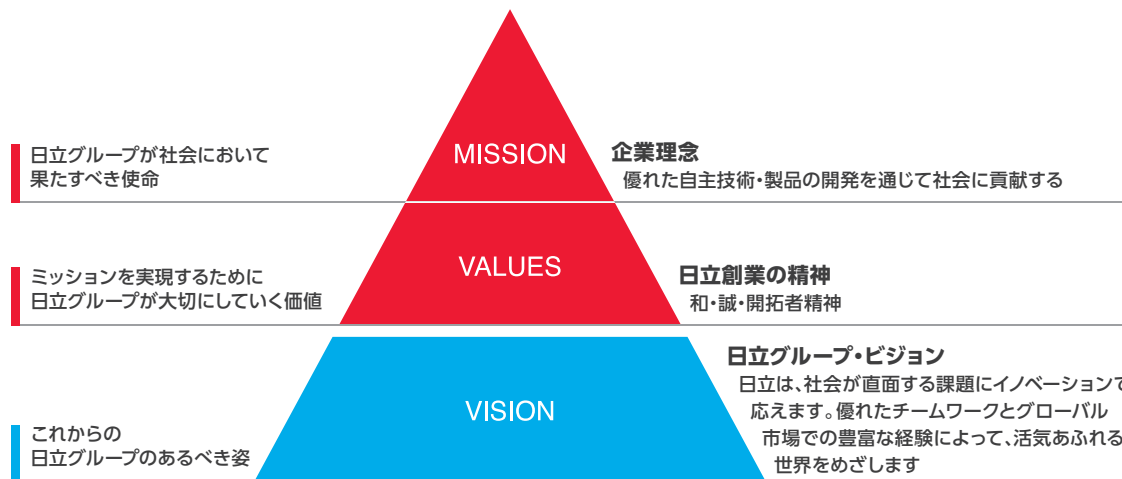 日立グループが社会において
果たすべき使命
MISSION
企業理念
優れた自主技術・製品の開発を通じて社会に貢献する
ミッションを実現するために
日立グループが大切にしていく価値
VALUES
日立創業の精神
和・誠・開拓者精神
これからの
日立グループのあるべき姿
VISION
日立グループ・ビジョン
日立は、社会が直面する課題にイノベーションで
応えます。優れたチームワークとグローバル
市場での豊富な経験によって、活気あふれる
世界をめざします